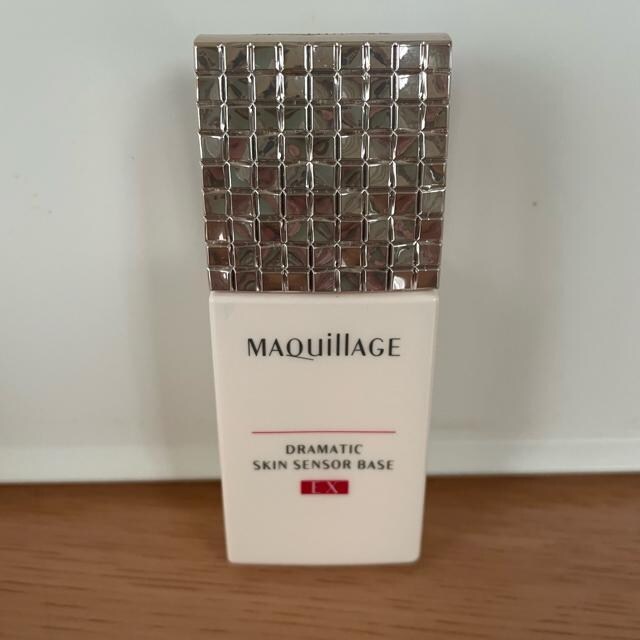 MAQuillAGE
DRAMATIC
SKIN SENSOR BASE
EX